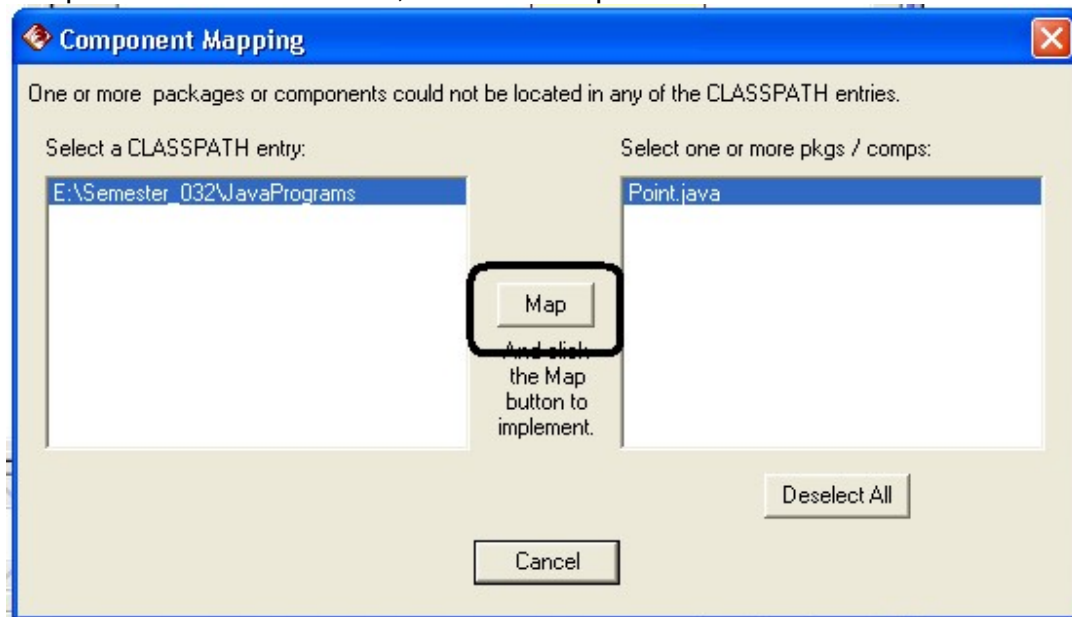 Component Mapping
One or more packages or components could not be located in any of the CLASSPATH entries.
Select a CLASSPATH entry:
Select one or more pkgs / comps:
E:\Semester_032\JavaPrograms
Point.java
Map
And click
the Map
button to
implement.
Deselect All
Cancel